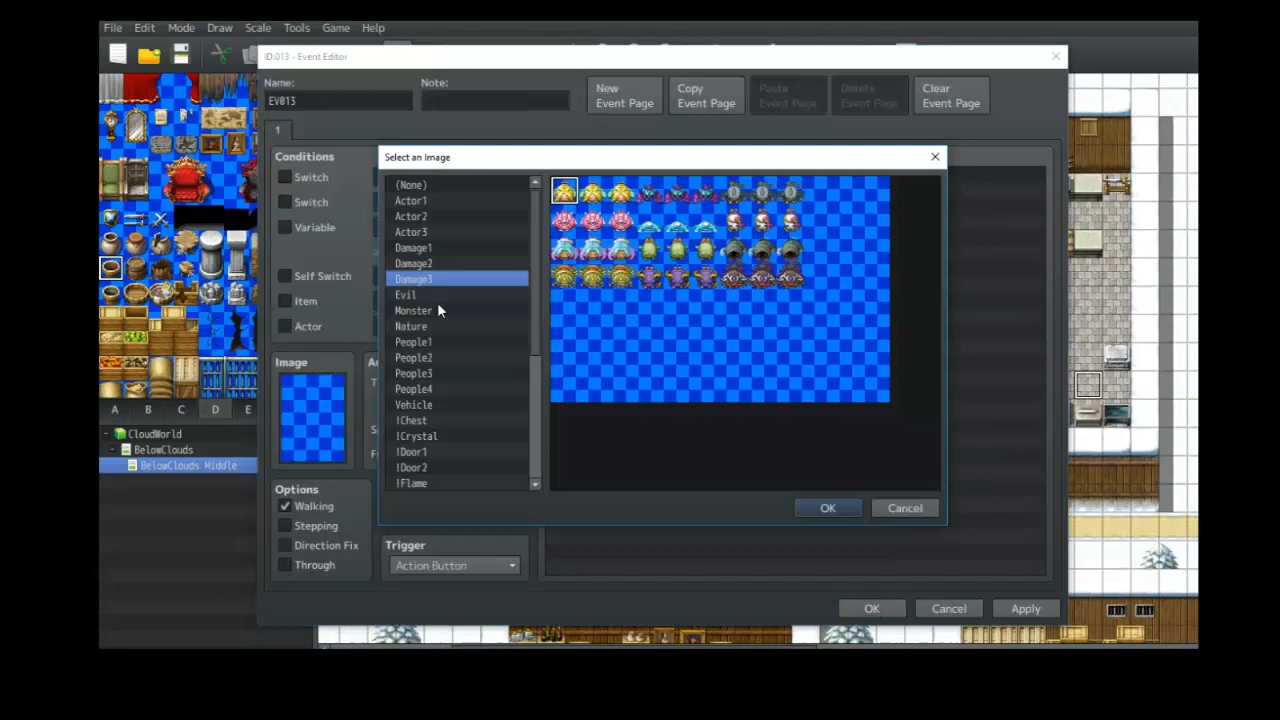 File Edit Mode Draw Scale Tools Game Help
ID:013 - Event Editor
Name:
Note:
EV013
New
Event Page
Copy
Event Page
Paste
Event Page
Delete
Event Page
Clear
Event Page
1
Conditions
Switch
Switch
Variable
Self Switch
Item
Actor
Image
Options
Walking
Stepping
Direction Fix
Through
Select an Image
(None)
Actor1
Actor2
Actor3
Damage1
Damage2
Damage3
Evil
Monster
Nature
People1
People2
People3
People4
Vehicle
!Chest
!Crystal
!Door1
!Door2
!Flame
OK Cancel
Trigger
Action Button
OK Cancel Apply
A B C D E
CloudWorld
BelowClouds
BelowClouds Middle